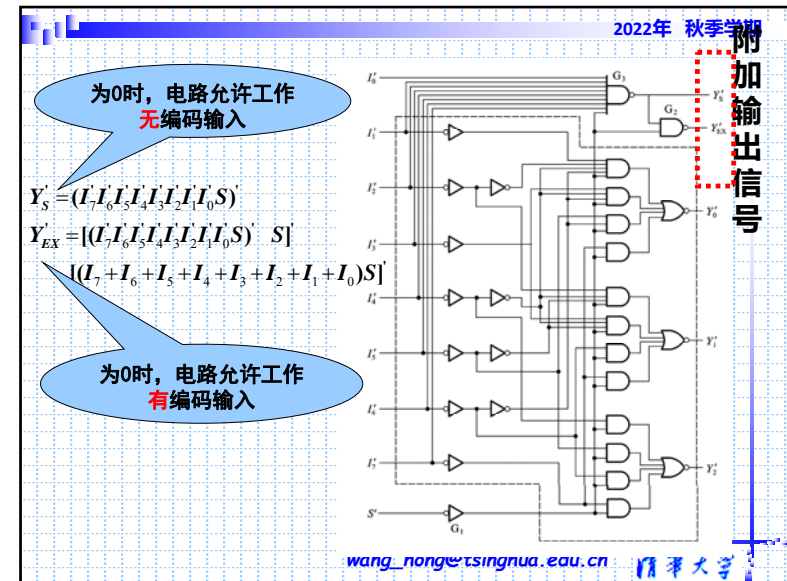 2022年 秋季学期
附加输出信号
为0时，电路允许工作
无编码输入
Y'S =(I'7I'6I'5I'4I'3I'2I'1I'0S)'
Y'EX =[(I'7I'6I'5I'4I'3I'2I'1I'0S)' S]'
[(I7+I6+I5+I4+I3+I2+I1+I0)S]'
为0时，电路允许工作
有编码输入
I'0
G3
Y'S
G2
Y'EX
I'1
I'2
Y'0
I'3
I'4
Y'1
I'5
I'6
I'7
Y'2
S'
G1
wang_hong@tsinghua.edu.cn
清华大学